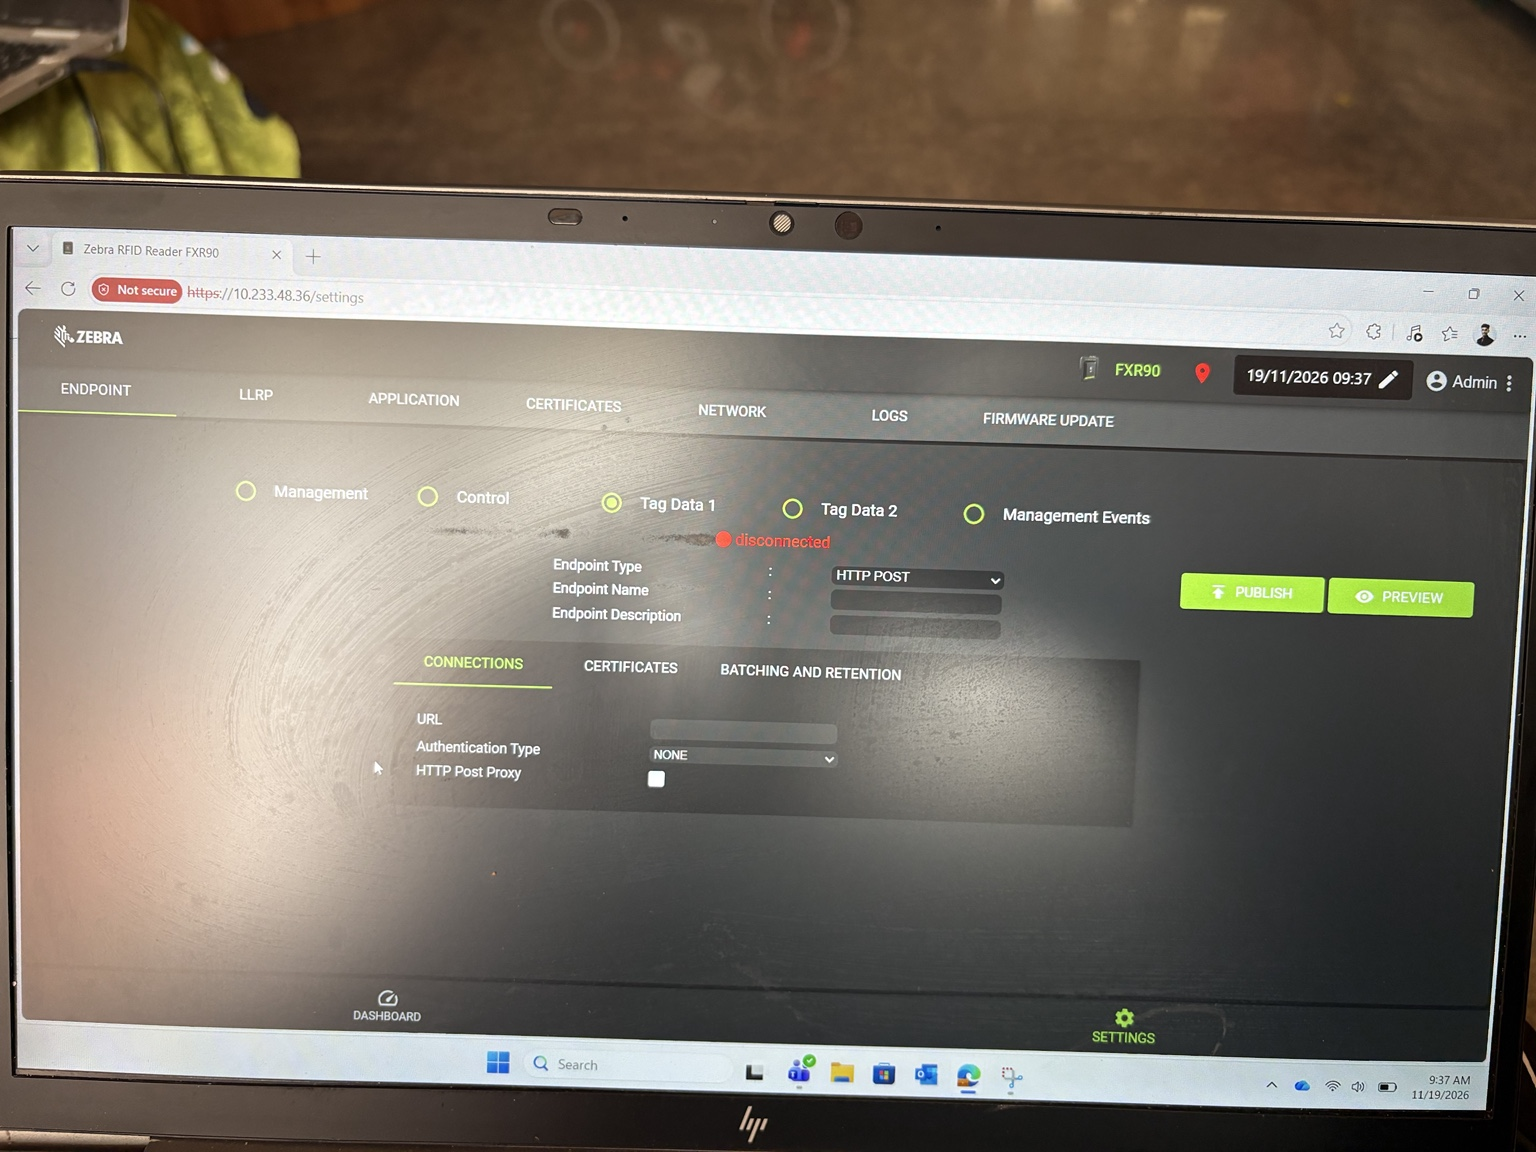 Zebra RFID Reader FXR90
Not secure https://10.233.48.36/settings
ZEBRA
FXR90 19/11/2026 09:37 Admin
ENDPOINT LLRP APPLICATION CERTIFICATES NETWORK LOGS FIRMWARE UPDATE
Management Control Tag Data 1 Tag Data 2 Management Events
disconnected
Endpoint Type : HTTP POST
Endpoint Name :
Endpoint Description :
PUBLISH PREVIEW
CONNECTIONS CERTIFICATES BATCHING AND RETENTION
URL
Authentication Type NONE
HTTP Post Proxy
DASHBOARD SETTINGS
Search
9:37 AM
11/19/2026
hp